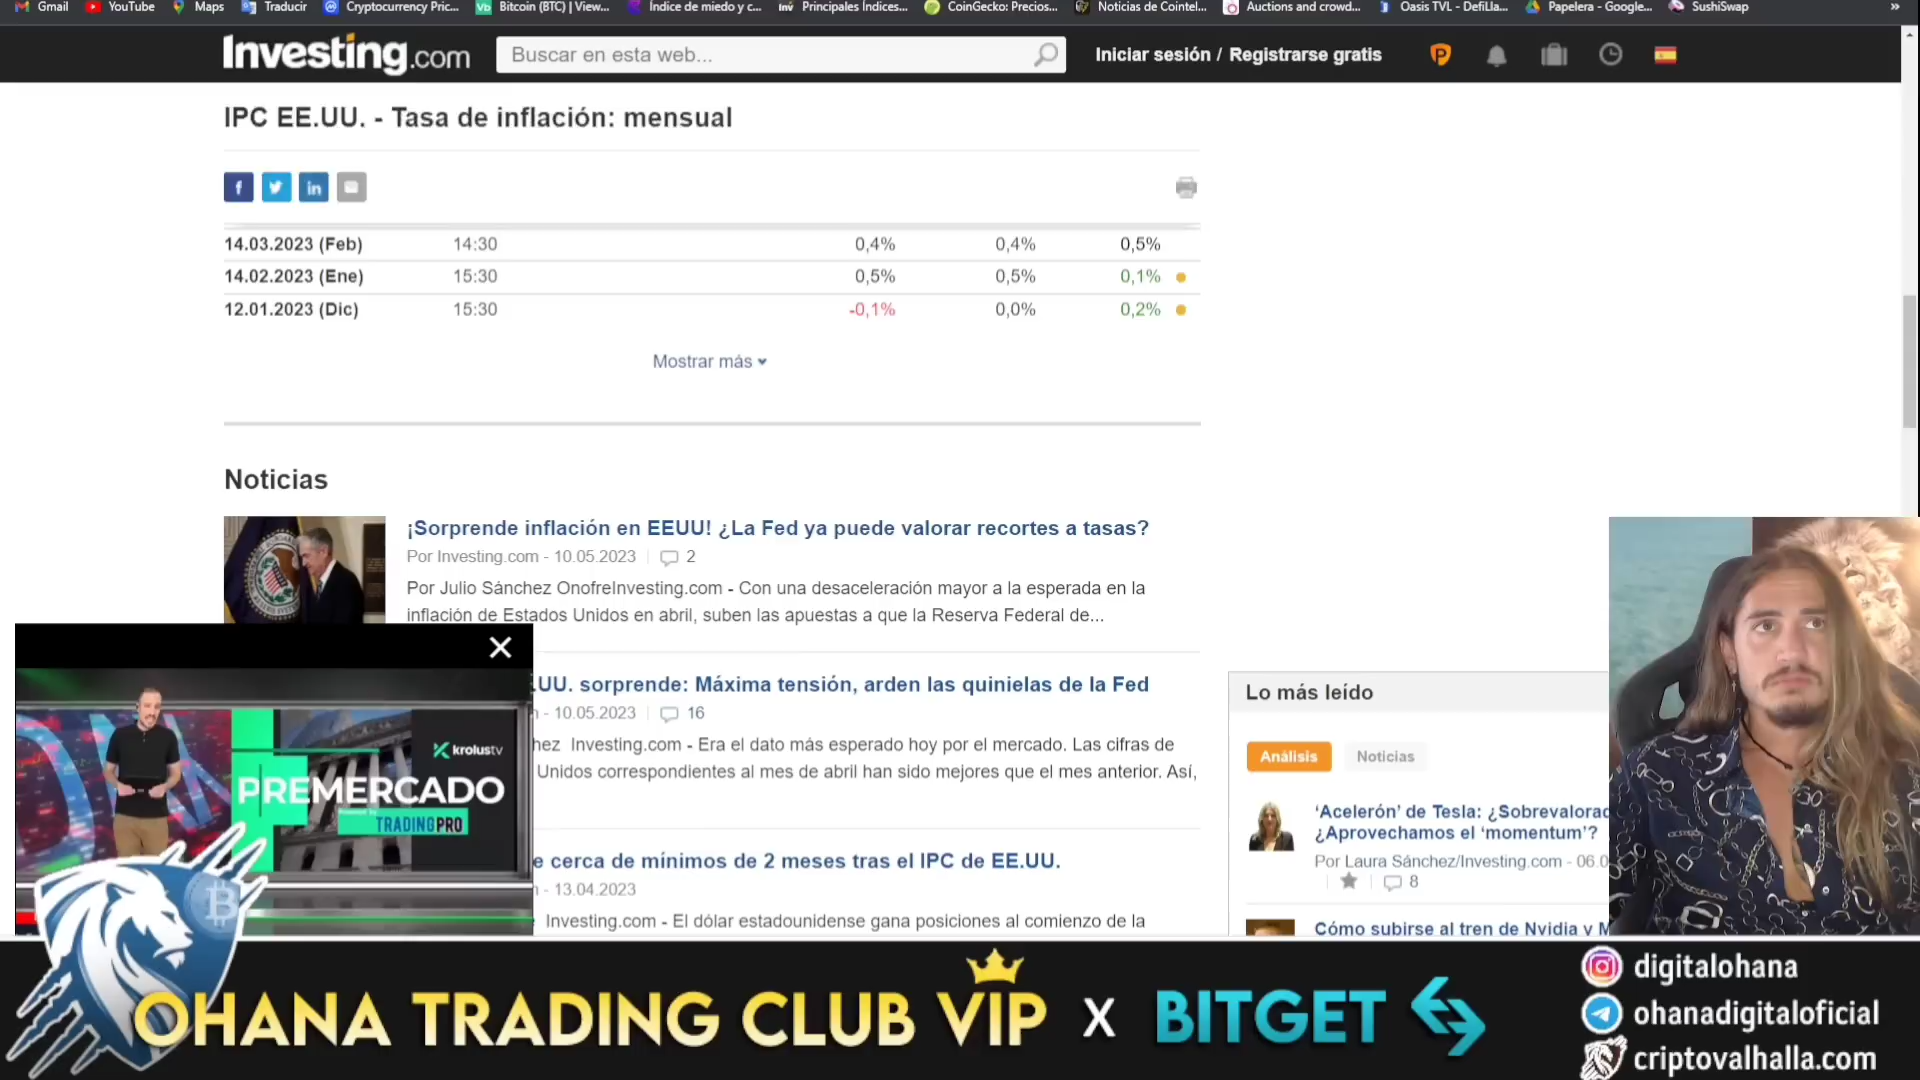 Gmail YouTube Maps Traducir Cryptocurrency Pric... Bitcoin (BTC) | View... Índice de miedo y c... Principales Índices... CoinGecko: Precios... Noticias de Cointel... Auctions and crowd... Oasis TVL - DefiLla... Papelera - Google... SushiSwap »
Investing.com Buscar en esta web... Iniciar sesión / Registrarse gratis
IPC EE.UU. - Tasa de inflación: mensual
14.03.2023 (Feb) 14:30 0,4% 0,4% 0,5%
14.02.2023 (Ene) 15:30 0,5% 0,5% 0,1%
12.01.2023 (Dic) 15:30 -0,1% 0,0% 0,2%
Mostrar más
Noticias
¡Sorprende inflación en EEUU! ¿La Fed ya puede valorar recortes a tasas?
Por Investing.com - 10.05.2023 2
Por Julio Sánchez OnofreInvesting.com - Con una desaceleración mayor a la esperada en la
inflación de Estados Unidos en abril, suben las apuestas a que la Reserva Federal de...
.UU. sorprende: Máxima tensión, arden las quinielas de la Fed
- 10.05.2023 16
hez Investing.com - Era el dato más esperado hoy por el mercado. Las cifras de
Unidos correspondientes al mes de abril han sido mejores que el mes anterior. Así,
e cerca de mínimos de 2 meses tras el IPC de EE.UU.
- 13.04.2023
Investing.com - El dólar estadounidense gana posiciones al comienzo de la
krolustv
PREMERCADO
TRADINGPRO
Lo más leído
Análisis Noticias
'Acelerón' de Tesla: ¿Sobrevalorac
¿Aprovechamos el 'momentum'?
Por Laura Sánchez/Investing.com - 06.0
8
Cómo subirse al tren de Nvidia y M
OHANA TRADING CLUB VIP X BITGET
digitalohana
ohanadigitaloficial
criptovalhalla.com